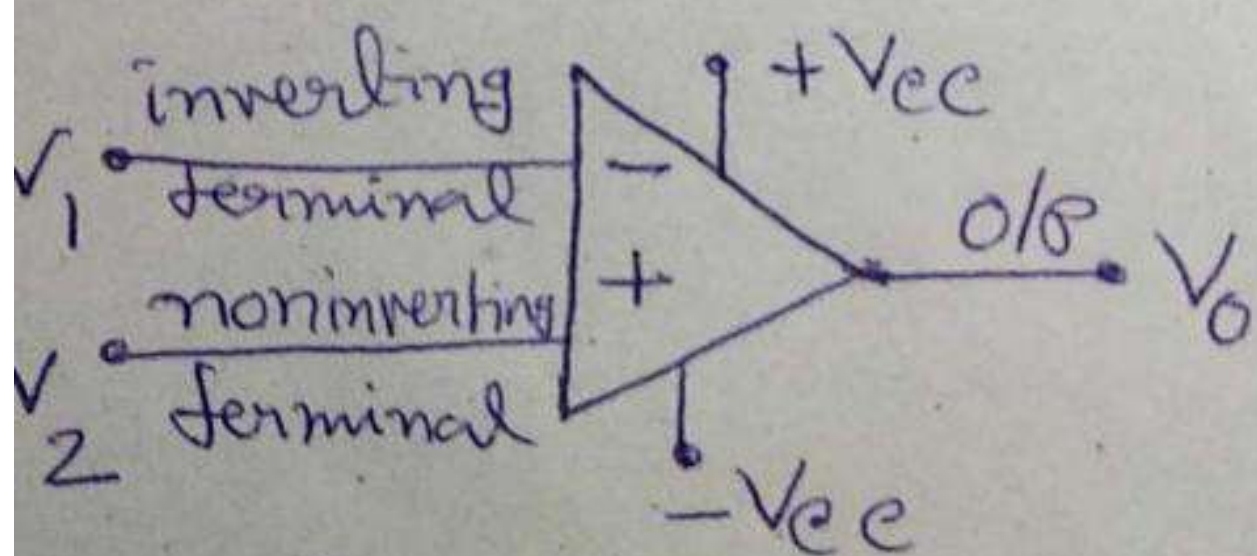 inverting
+Vcc
V1
terminal
−
O/P
V0
noninverting
+
V2
terminal
−Vcc